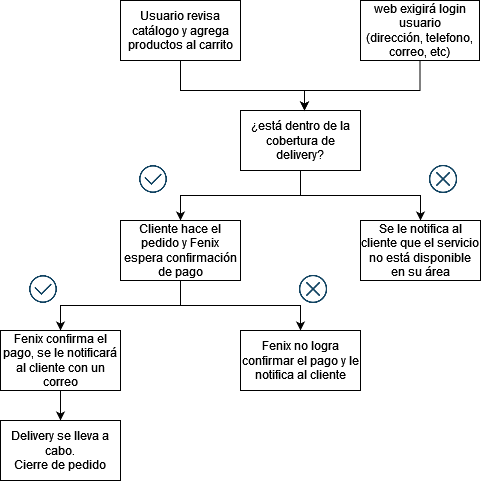 Usuario revisa
catálogo y agrega
productos al carrito
web exigirá login
usuario
(dirección, telefono,
correo, etc)
¿está dentro de la
cobertura de
delivery?
Cliente hace el
pedido y Fenix
espera confirmación
de pago
Se le notifica al
cliente que el servicio
no está disponible
en su área
Fenix confirma el
pago, se le notificará
al cliente con un
correo
Fenix no logra
confirmar el pago y le
notifica al cliente
Delivery se lleva a
cabo.
Cierre de pedido